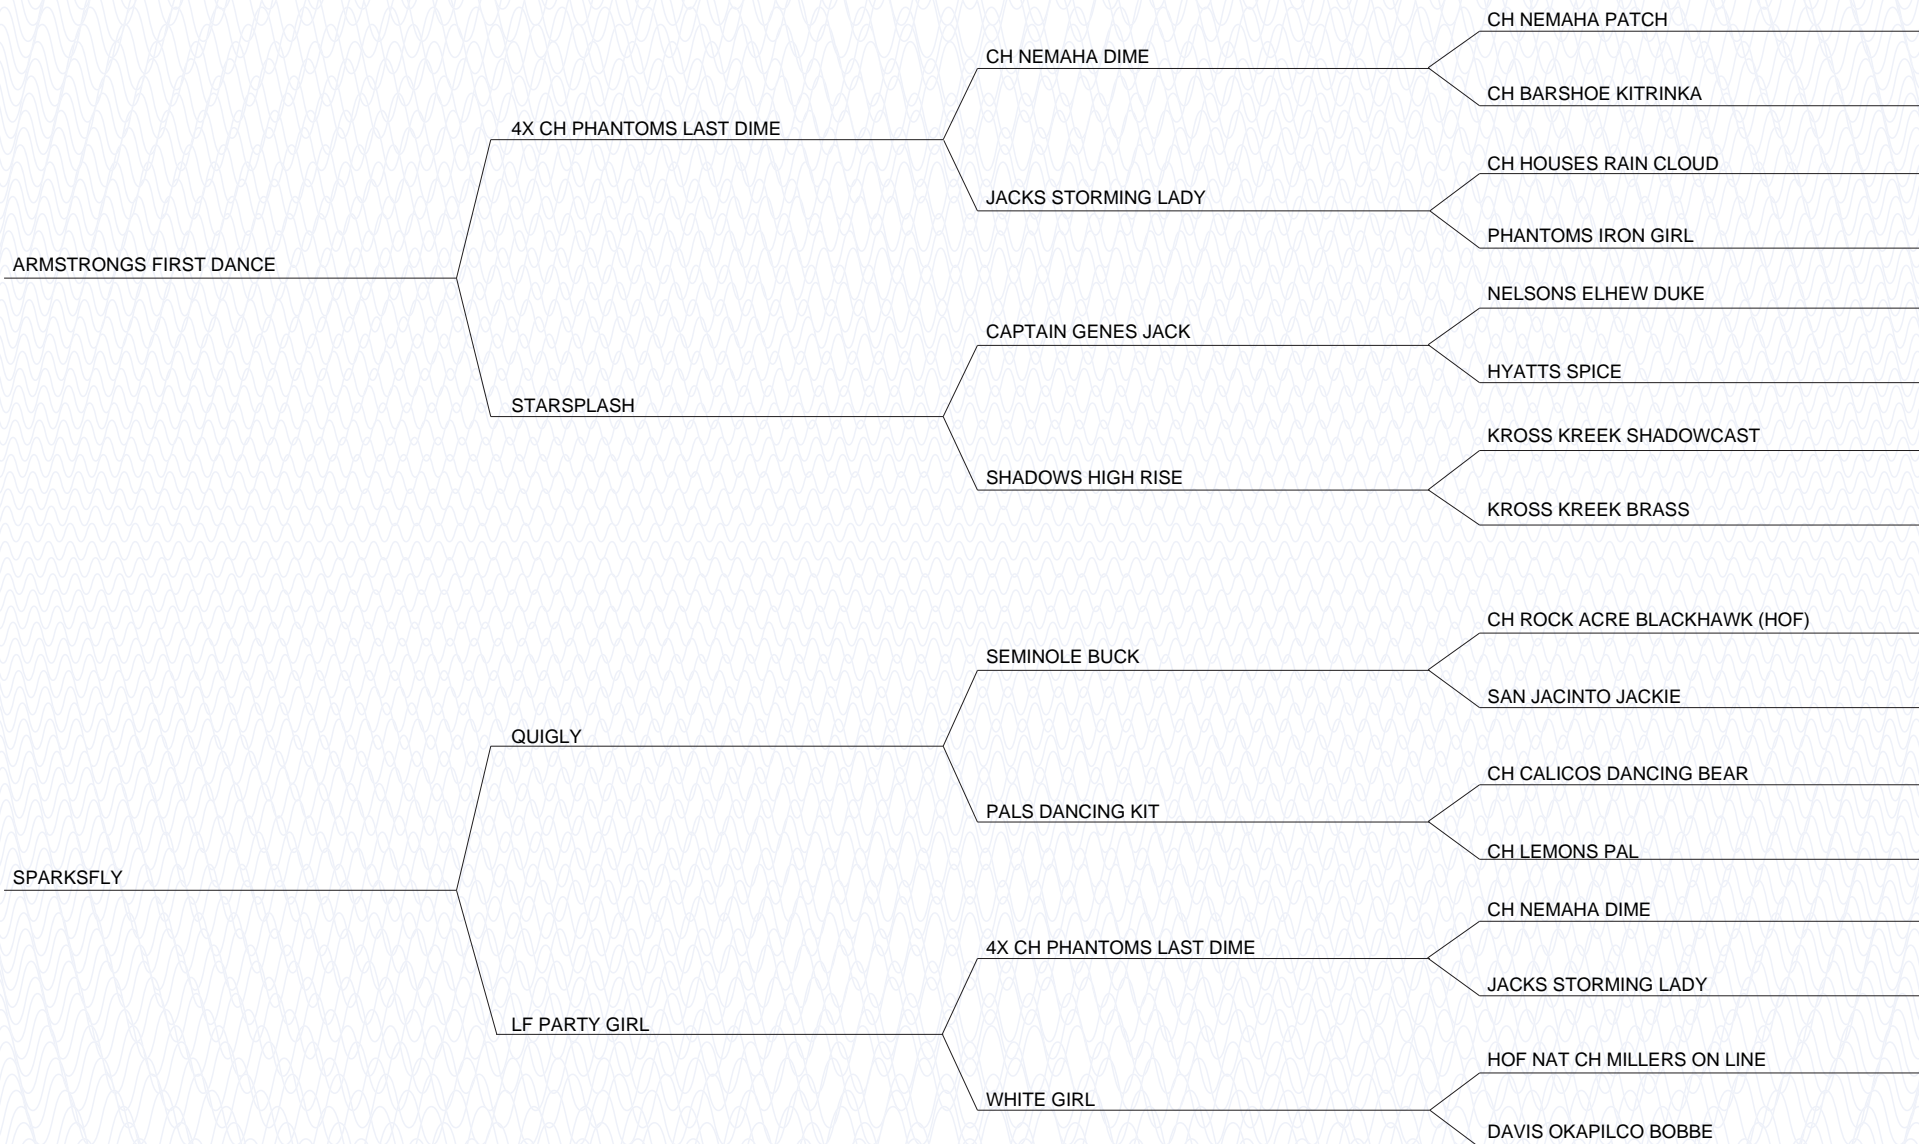 CH NEMAHA PATCH
CH NEMAHA DIME
CH BARSHOE KITRINKA
4X CH PHANTOMS LAST DIME
CH HOUSES RAIN CLOUD
JACKS STORMING LADY
PHANTOMS IRON GIRL
ARMSTRONGS FIRST DANCE
NELSONS ELHEW DUKE
CAPTAIN GENES JACK
HYATTS SPICE
STARSPLASH
KROSS KREEK SHADOWCAST
SHADOWS HIGH RISE
KROSS KREEK BRASS
CH ROCK ACRE BLACKHAWK (HOF)
SEMINOLE BUCK
SAN JACINTO JACKIE
QUIGLY
CH CALICOS DANCING BEAR
PALS DANCING KIT
CH LEMONS PAL
SPARKSFLY
CH NEMAHA DIME
4X CH PHANTOMS LAST DIME
JACKS STORMING LADY
LF PARTY GIRL
HOF NAT CH MILLERS ON LINE
WHITE GIRL
DAVIS OKAPILCO BOBBE